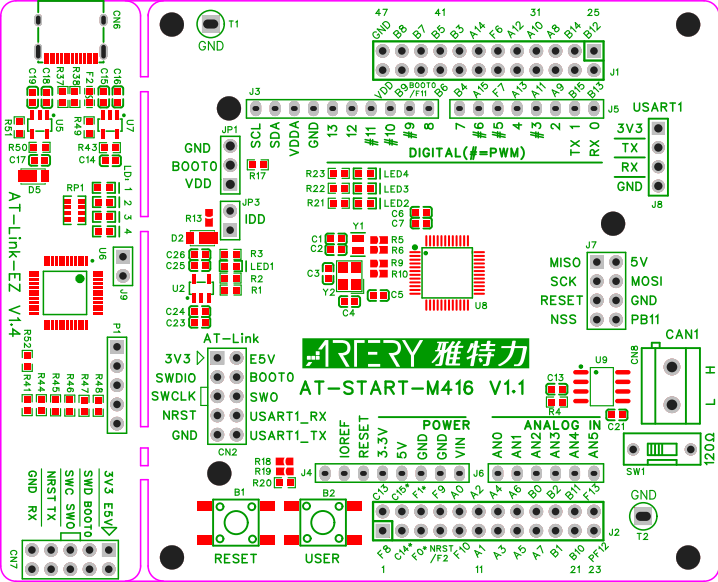 CN6
T1
GND
47 41 31 25
GND B8 B7 B5 B3 A14 F6 A12 A10 A8 B14 B12
VDD B9 BOOT0/F11 B6 B4 A15 F7 A13 A11 A9 B15 B13
J1
C19 C18 R37 R38 F2 C15 C16
R51 U5 R49 U7
R50 R43
C17 C14
D5
LD1 1
2
3
4
RP1
AT-Link-EZ V1.4
U6
J9
P1
R52
R41 R44 R45 R46 R47 R48
GND RX
NRST TX
SWC SWO
SWD BOOT0
3V3 E5V
CN7
J3
SCL SDA VDDA GND 13 12 #11 #10 #9 8
J5
7 #6 #5 4 #3 2 TX 1 RX 0
DIGITAL(#=PWM)
USART1
3V3
TX
RX
GND
J8
JP1
GND
BOOT0
VDD
R17
JP3
IDD
R13
D2
R23 LED4
R22 LED3
R21 LED2
C6
C7
C1
C2
Y1
R5
R6
C3
R9
R10
Y2
C4
C5
U8
C26
C25
R3
LED1
R2
R1
U2
C24
C23
J7
MISO 5V
SCK MOSI
RESET GND
NSS PB11
AT-Link
3V3 E5V
SWDIO BOOT0
SWCLK SWO
NRST USART1_RX
GND USART1_TX
CN2
ARTERY 雅特力
AT-START-M416 V1.1
CAN1
CN8
H
L
U9
C13
R4
C21
SW1
120Ω
POWER
ANALOG IN
J4
IOREF RESET 3.3V 5V GND GND VIN
J6
AN0 AN1 AN2 AN3 AN4 AN5
R18
R19
R20
B1
RESET
B2
USER
C13 C15* F1* F9 A0 A2 A4 A6 B0 B2 B11 F13
J2
F8 C14* F0* NRST/F2 F10 A1 A3 A5 A7 B1 B10 PF12
1 11 21 23
GND
T2